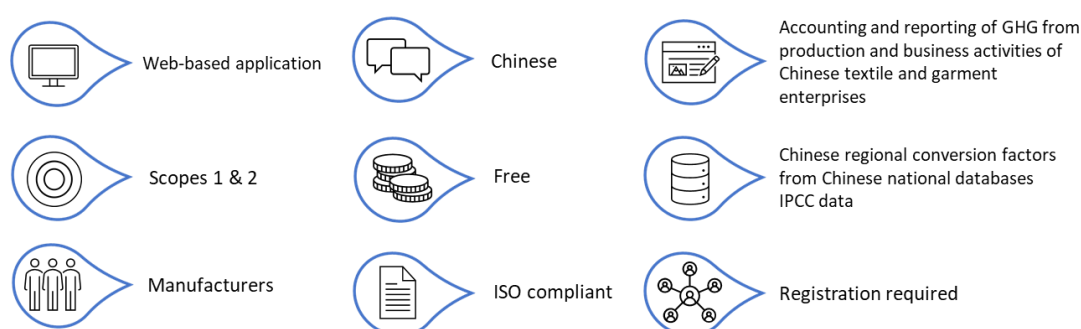 Web-based application
Chinese
Accounting and reporting of GHG from
production and business activities of
Chinese textile and garment
enterprises
Scopes 1 & 2
Free
Chinese regional conversion factors
from Chinese national databases
IPCC data
Manufacturers
ISO compliant
Registration required